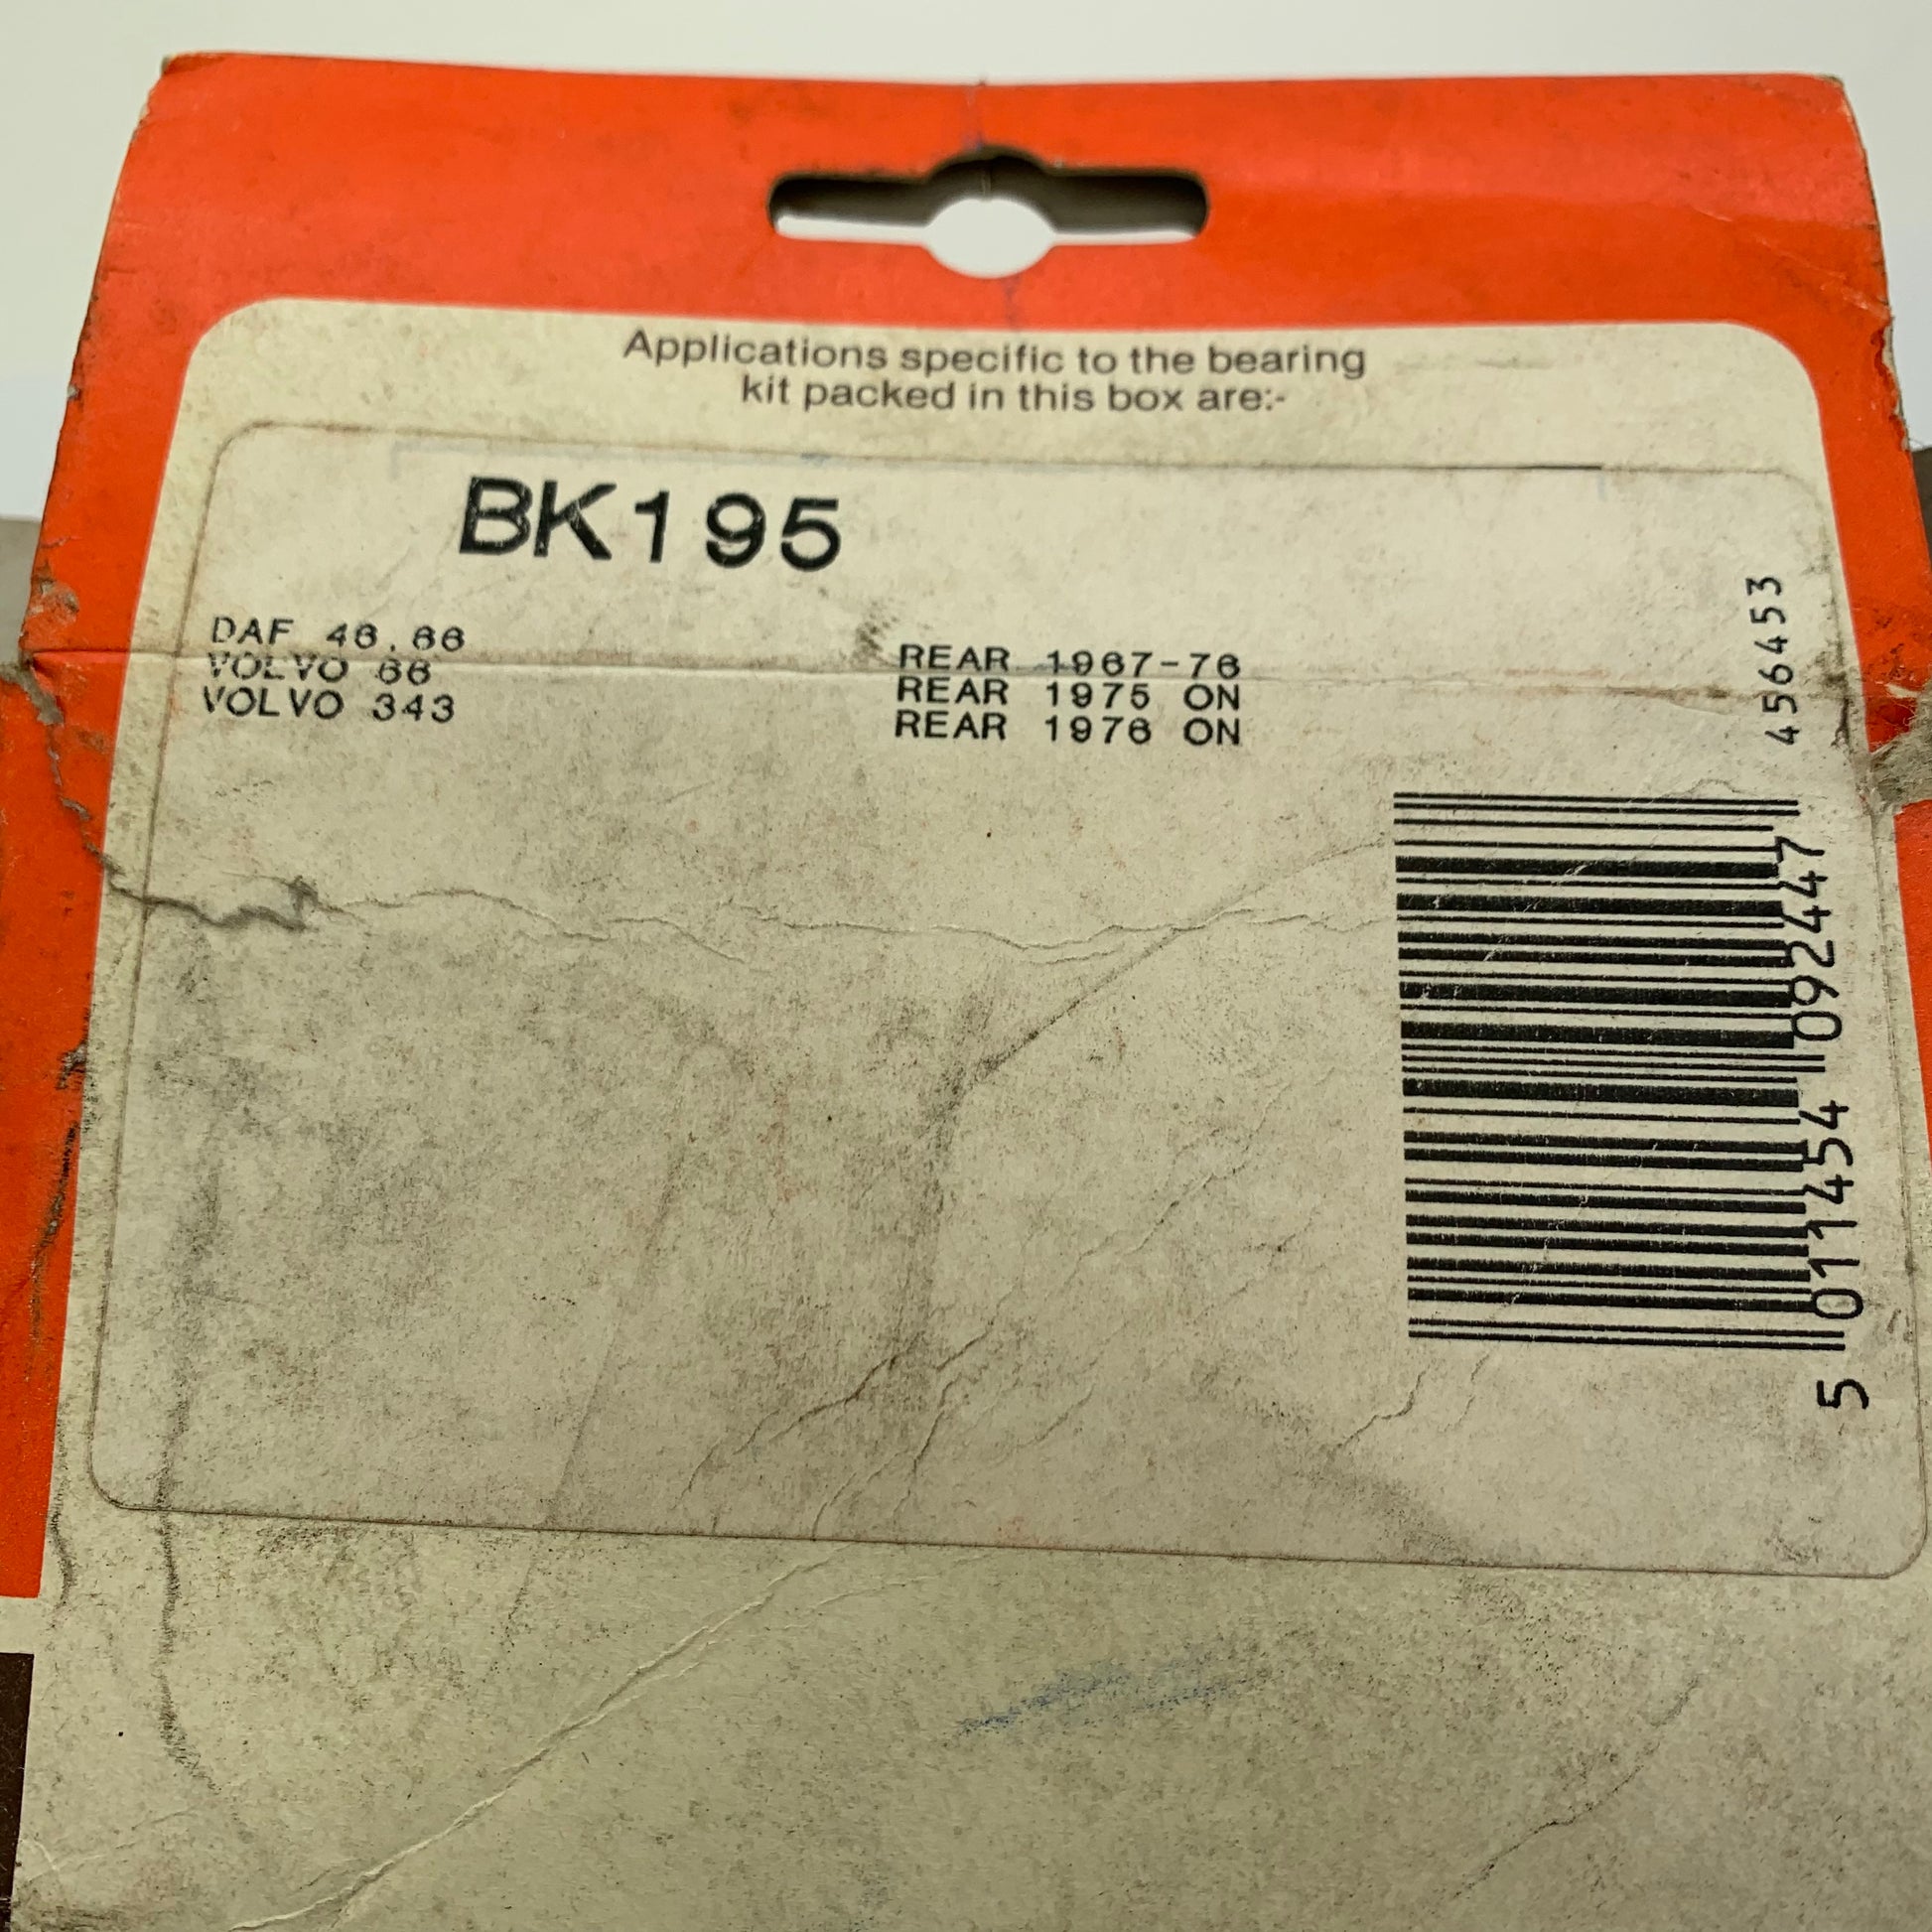 Applications specific to the bearing
kit packed in this box are:-
BK195
DAF 46.66 REAR 1967-76
VOLVO 66 REAR 1975 ON
VOLVO 343 REAR 1976 ON
456453
5 011454 092447